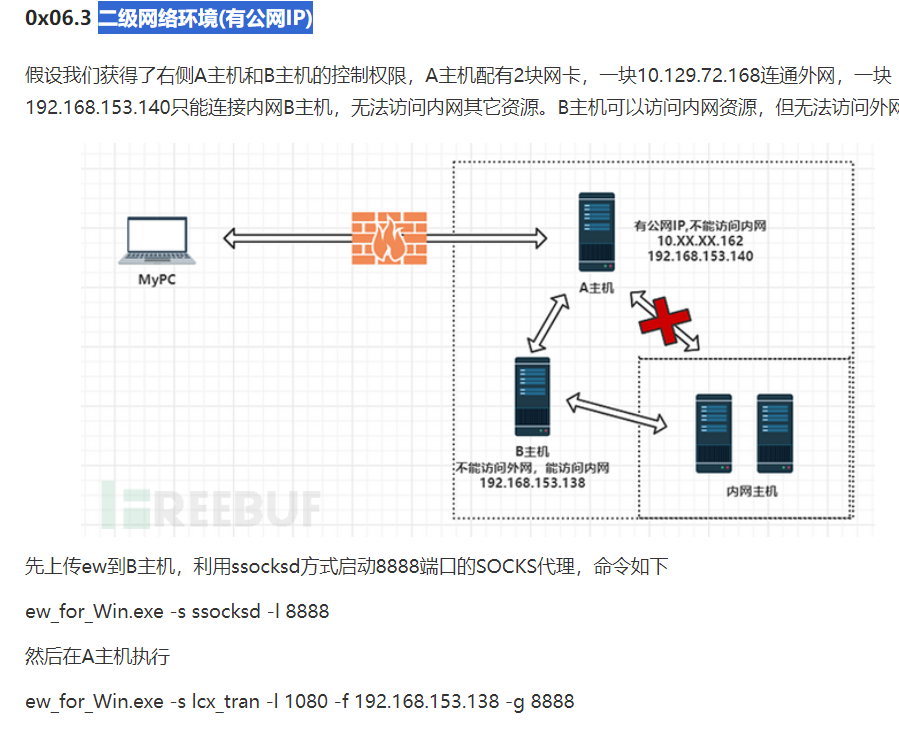 0x06.3 二级网络环境(有公网IP)
假设我们获得了右侧A主机和B主机的控制权限，A主机配有2块网卡，一块10.129.72.168连通外网，一块
192.168.153.140只能连接内网B主机，无法访问内网其它资源。B主机可以访问内网资源，但无法访问外网
有公网IP,不能访问内网
10.XX.XX.162
192.168.153.140
MyPC
A主机
B主机
不能访问外网，能访问内网
192.168.153.138
内网主机
FREEBUF
先上传ew到B主机，利用ssocksd方式启动8888端口的SOCKS代理，命令如下
ew_for_Win.exe -s ssocksd -l 8888
然后在A主机执行
ew_for_Win.exe -s lcx_tran -l 1080 -f 192.168.153.138 -g 8888